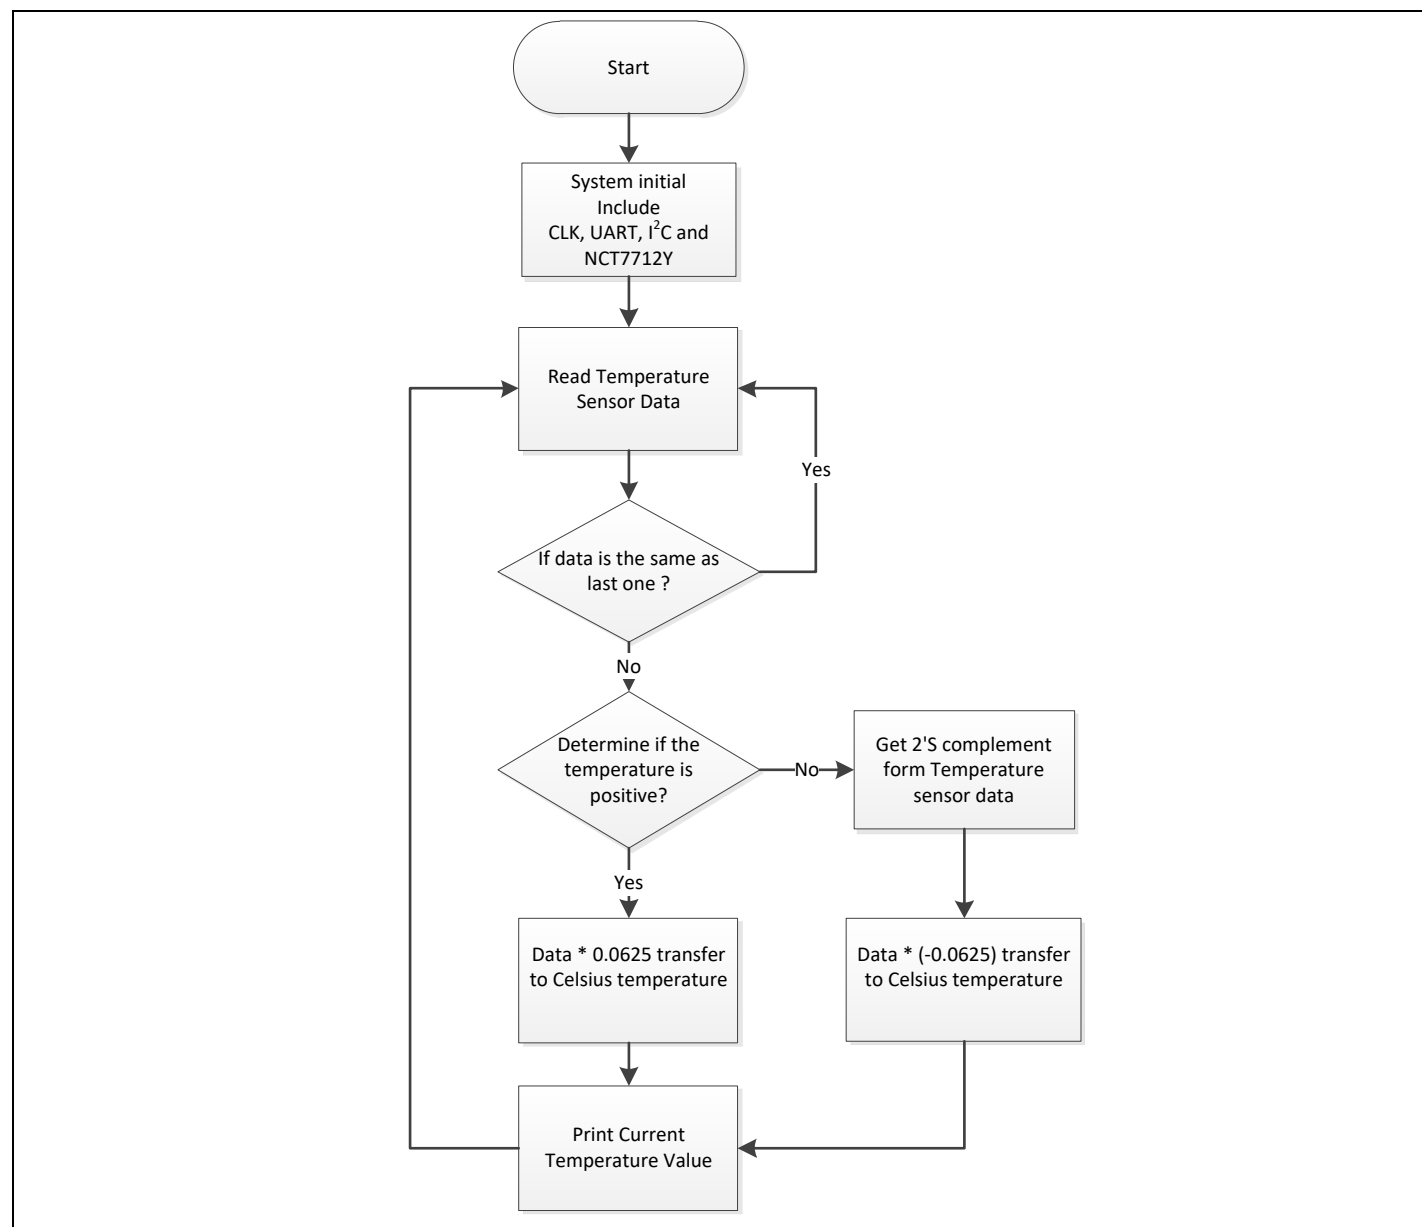 Start
System initial
Include
CLK, UART, I²C and
NCT7712Y
Read Temperature
Sensor Data
Yes
If data is the same as
last one ?
No
Determine if the
temperature is
positive?
No
Get 2'S complement
form Temperature
sensor data
Yes
Data * 0.0625 transfer
to Celsius temperature
Data * (-0.0625) transfer
to Celsius temperature
Print Current
Temperature Value